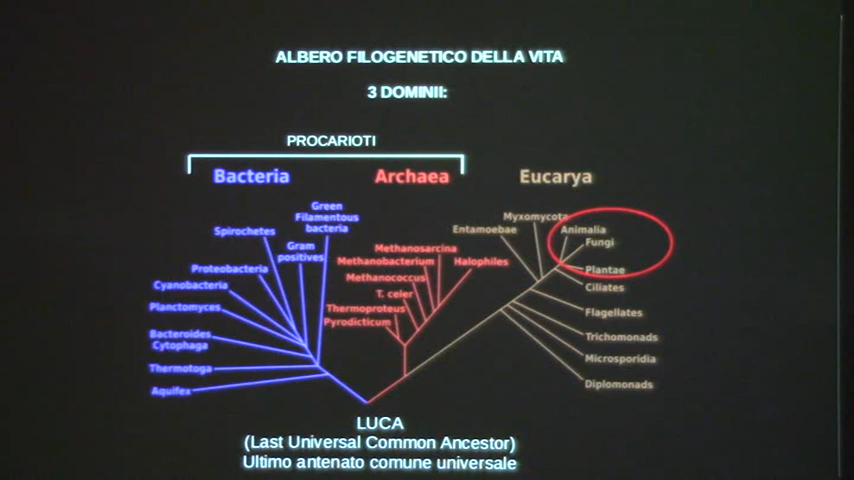 ALBERO FILOGENETICO DELLA VITA
3 DOMINII:
PROCARIOTI
Bacteria
Archaea
Eucarya
Green
Filamentous
bacteria
Spirochetes
Gram
positives
Proteobacteria
Cyanobacteria
Planctomyces
Bacteroides
Cytophaga
Thermotoga
Aquifex
Methanosarcina
Methanobacterium
Halophiles
Methanococcus
T. celer
Thermoproteus
Pyrodicticum
Myxomycota
Entamoebae
Animalia
Fungi
Plantae
Ciliates
Flagellates
Trichomonads
Microsporidia
Diplomonads
LUCA
(Last Universal Common Ancestor)
Ultimo antenato comune universale